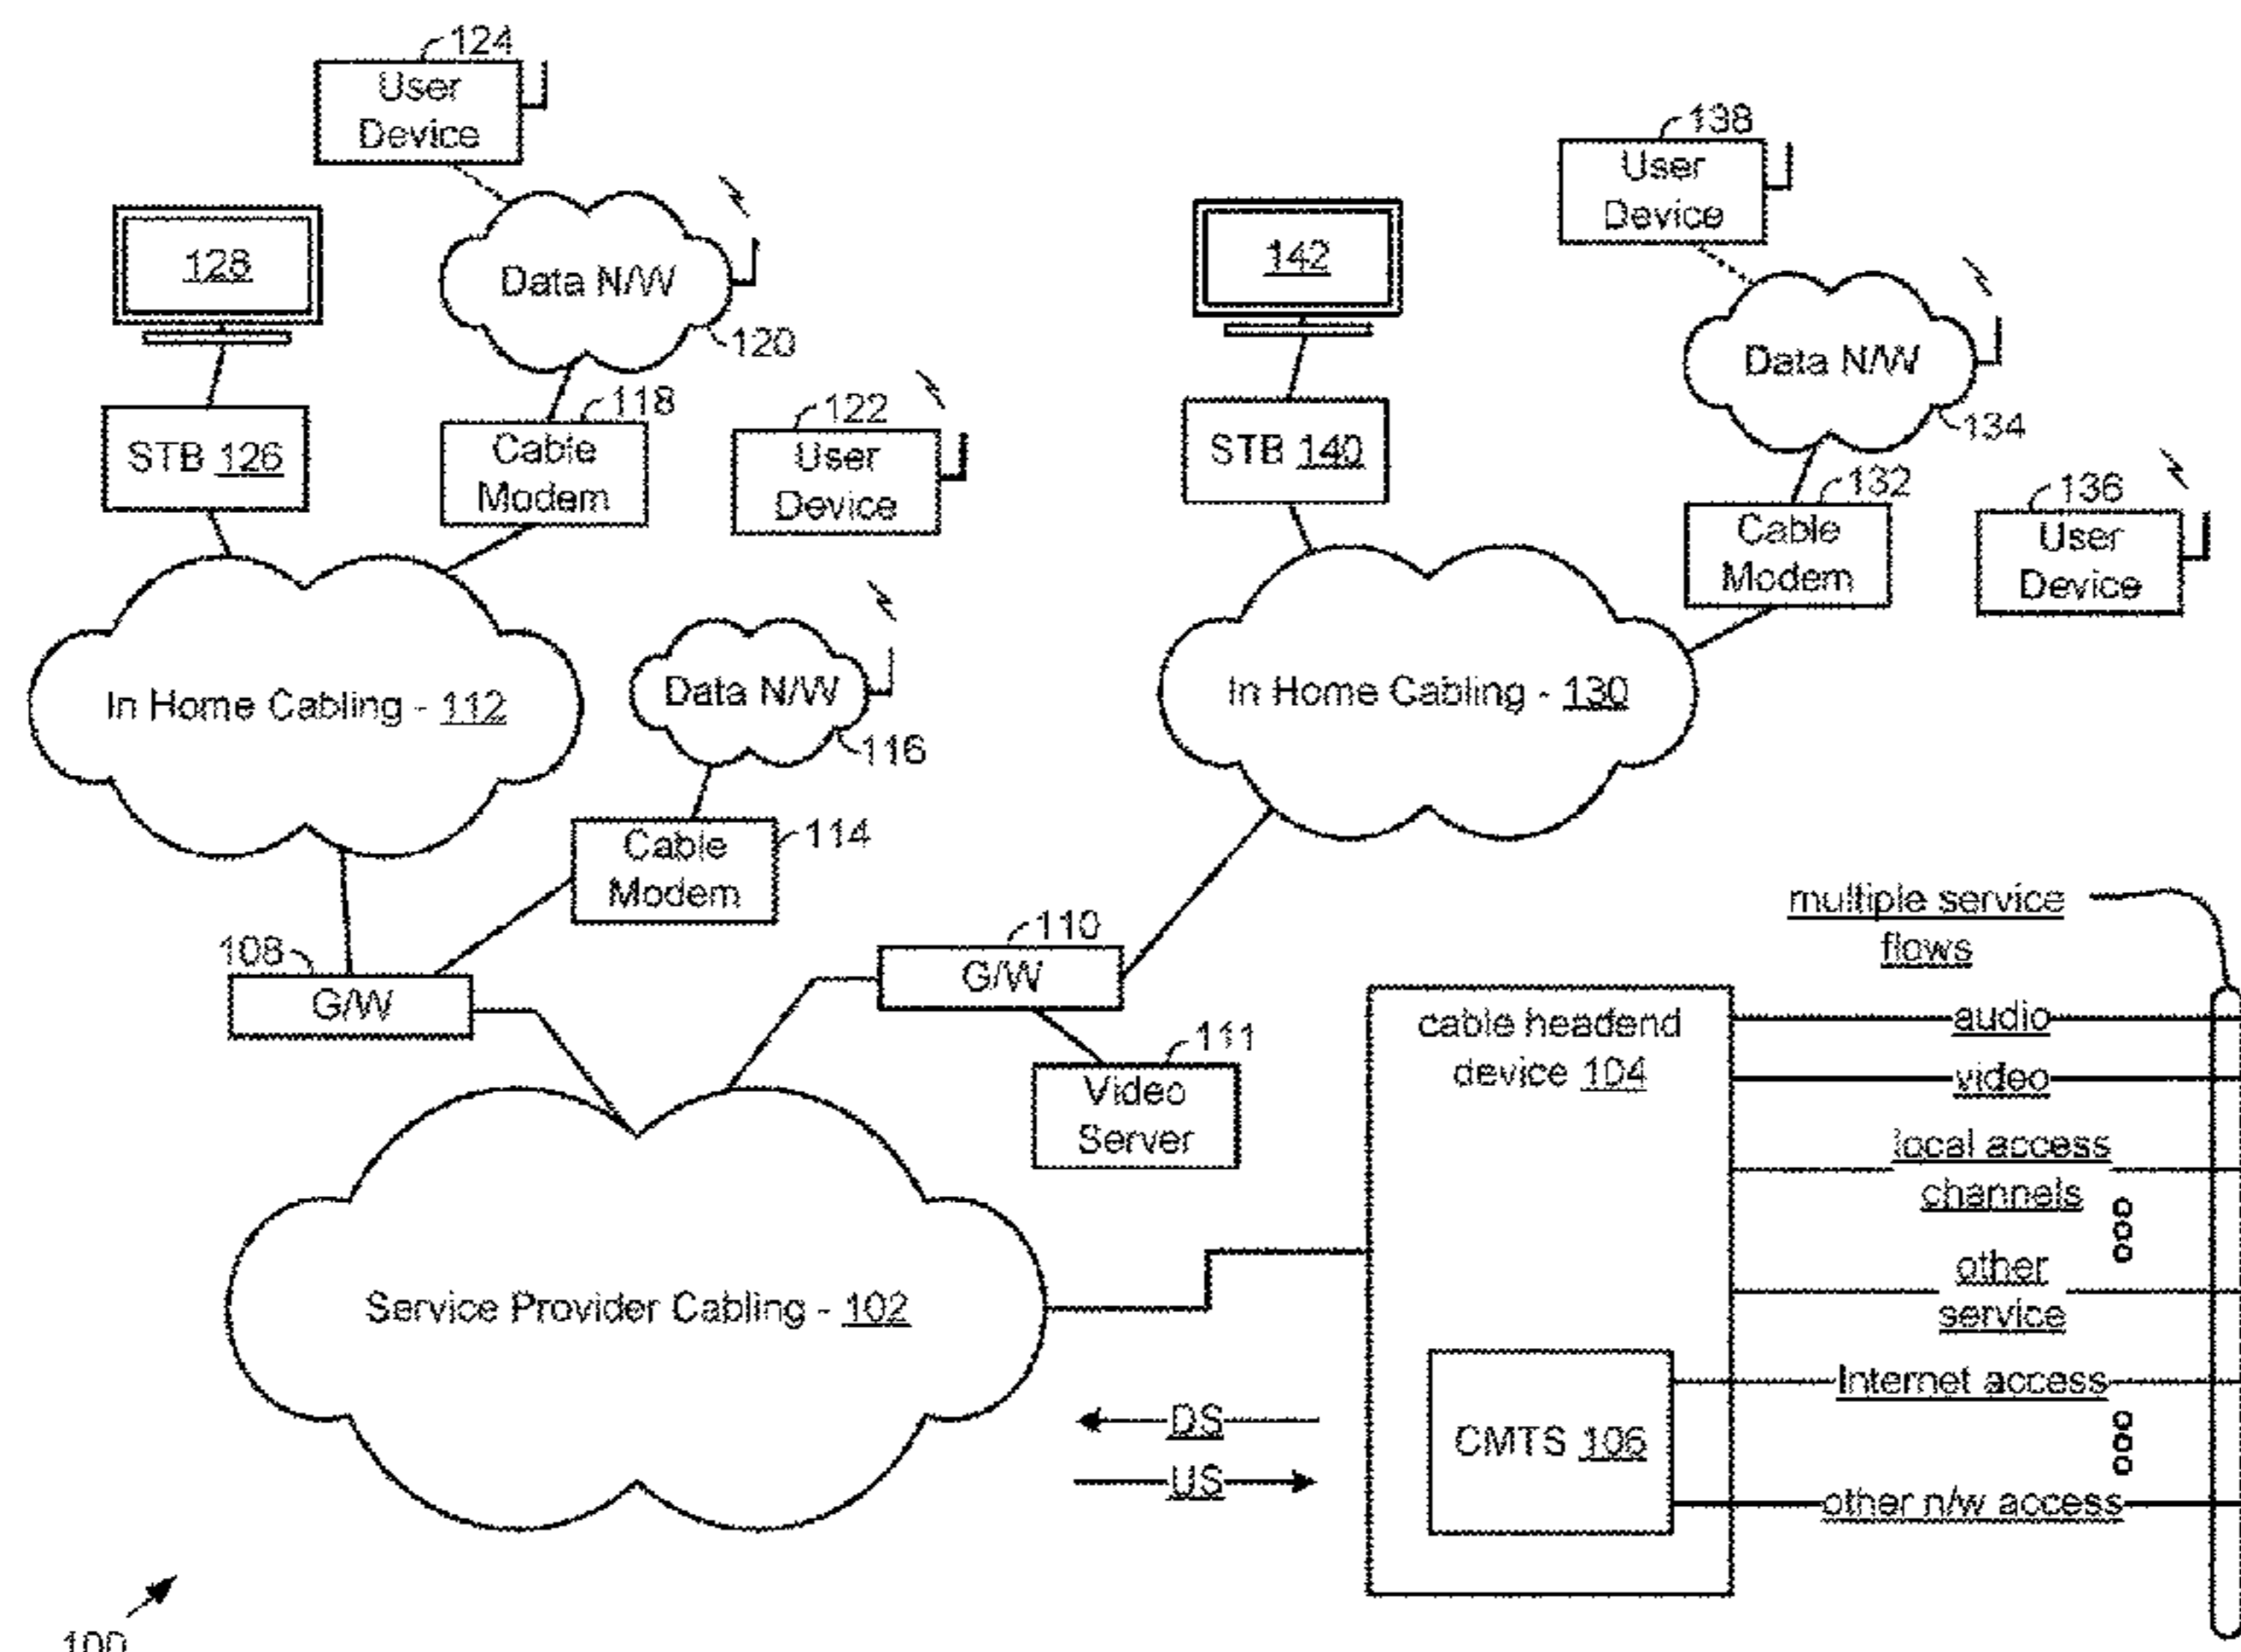 124
User
Device
138
User
Device
128
Data N/W
120
142
Data N/W
134
STB 126
118
Cable
Modem
122
User
Device
STB 140
132
Cable
Modem
136
User
Device
In Home Cabling - 112
Data N/W
116
In Home Cabling - 130
Cable
Modem
114
108
G/W
110
G/W
111
Video
Server
multiple service
flows
cable headend
device 104
audio
video
local access
channels
other
service
Service Provider Cabling - 102
DS
US
CMTS 106
Internet access
other n/w access
100